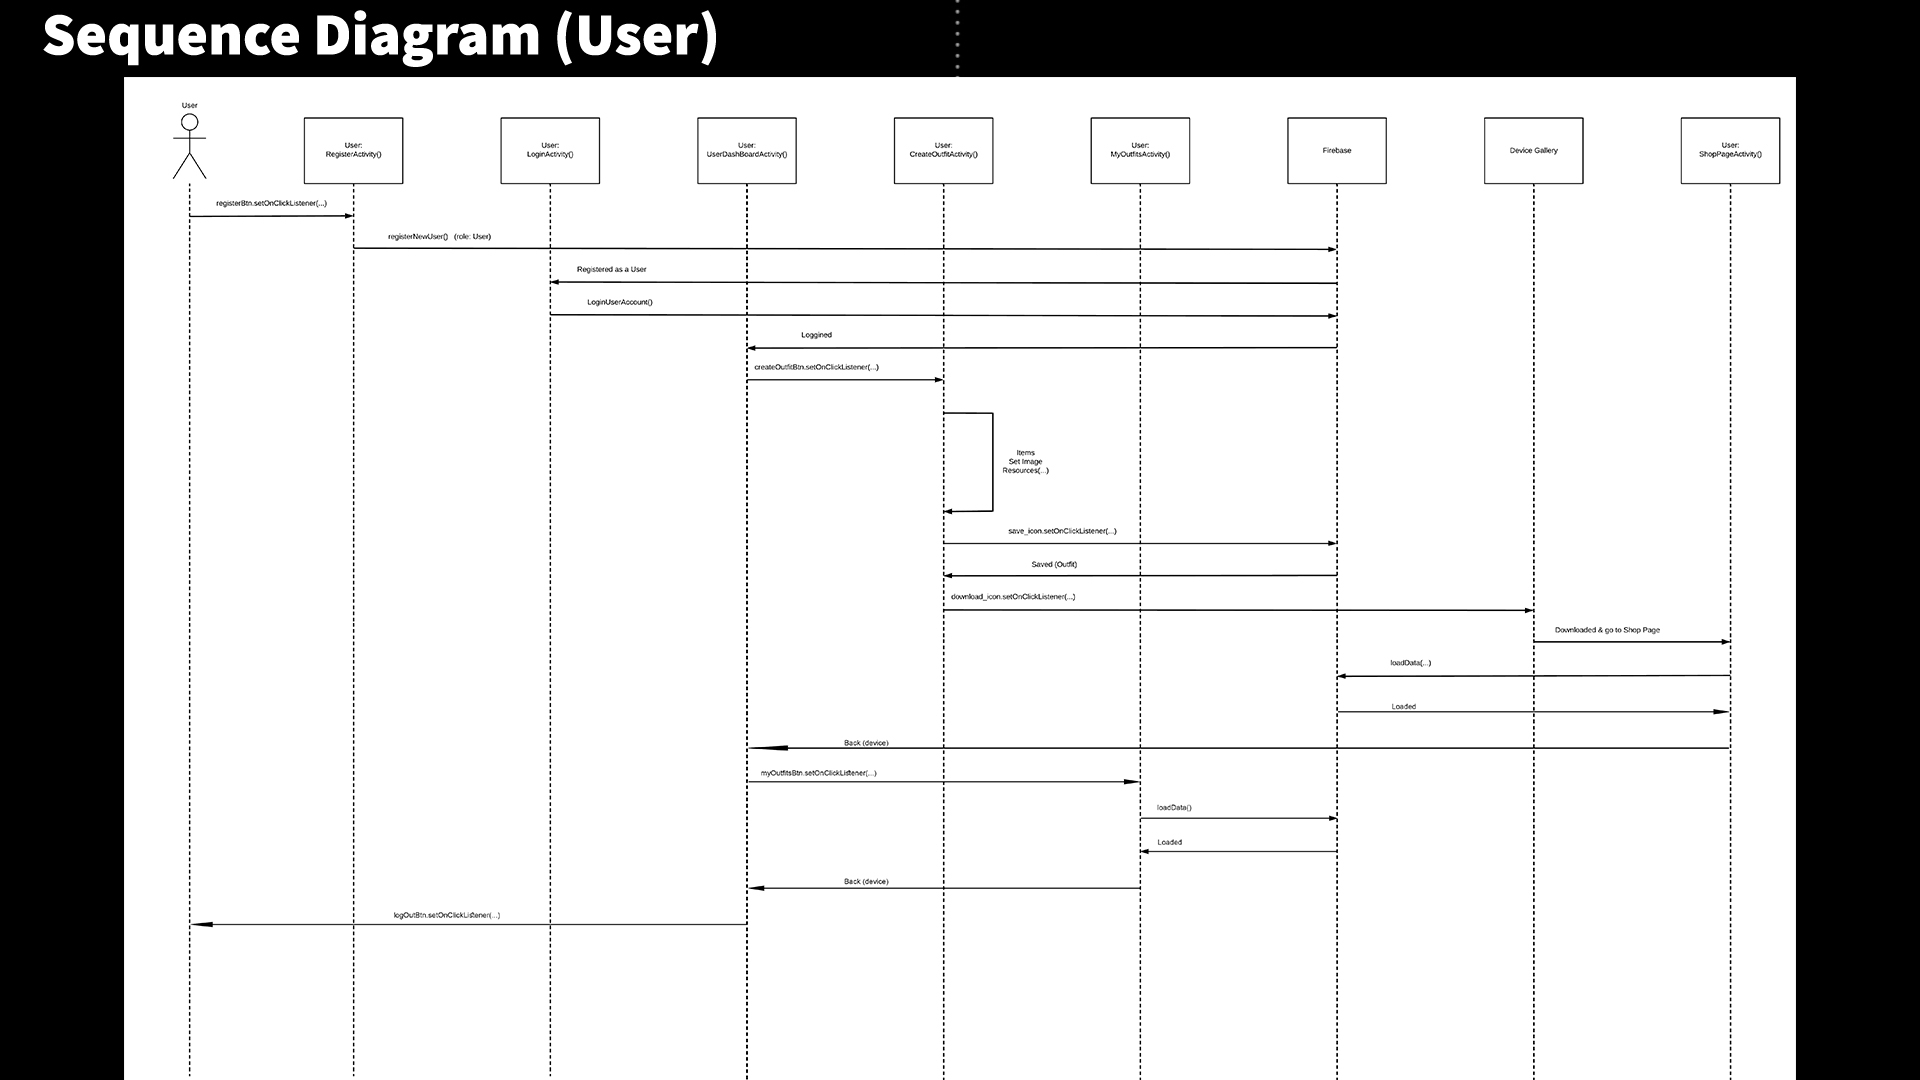 Sequence Diagram (User)
User
User:
RegisterActivity()
User:
LoginActivity()
User:
UserDashBoardActivity()
User:
CreateOutfitActivity()
User:
MyOutfitsActivity()
Firebase
Device Gallery
User:
ShopPageActivity()
registerBtn.setOnClickListener(...)
registerNewUser() (role: User)
Registered as a User
LoginUserAccount()
Loggined
createOutfitBtn.setOnClickListener(...)
Items
Set Image
Resources(...)
save_icon.setOnClickListener(...)
Saved (Outfit)
download_icon.setOnClickListener(...)
Downloaded & go to Shop Page
loadData(...)
Loaded
Back (device)
myOutfitsBtn.setOnClickListener(...)
loadData()
Loaded
Back (device)
logOutBtn.setOnClickListener(...)